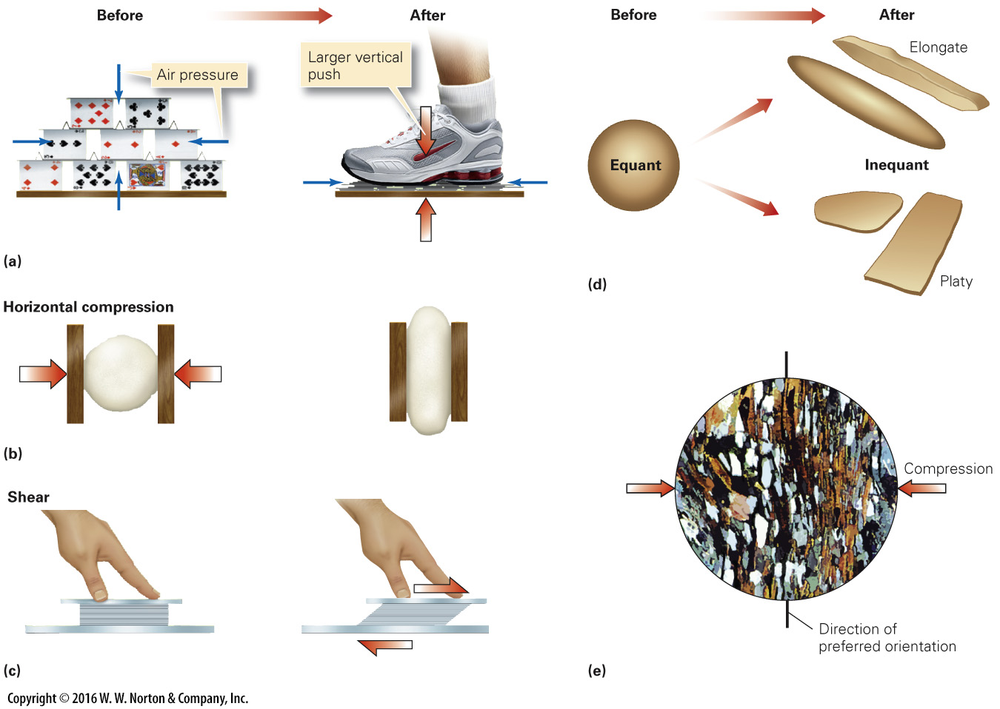 Before
After
Air pressure
Larger vertical
push
(a)
Horizontal compression
(b)
Shear
(c)
Before
After
Elongate
Equant
Inequant
Platy
(d)
Compression
Direction of
preferred orientation
(e)
Copyright © 2016 W. W. Norton & Company, Inc.